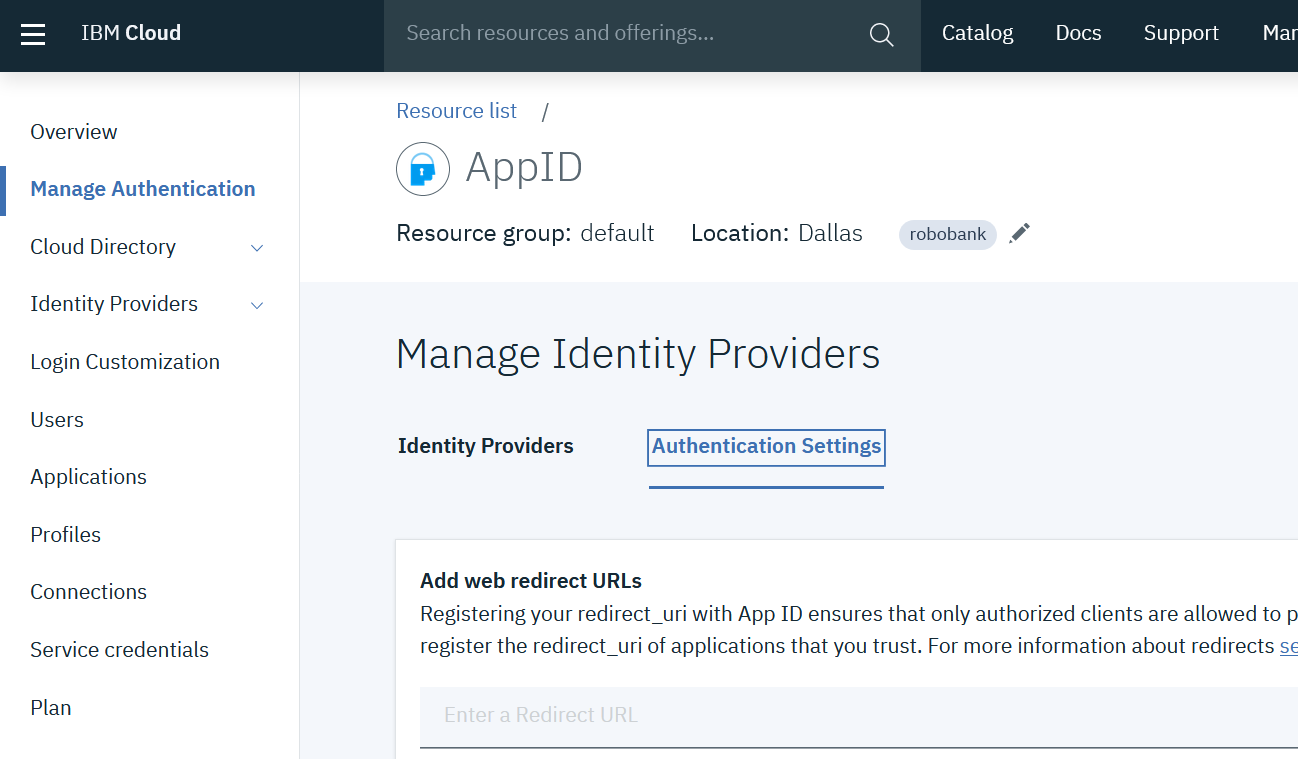 IBM Cloud
Search resources and offerings...
Catalog
Docs
Support
Overview
Manage Authentication
Cloud Directory
Identity Providers
Login Customization
Users
Applications
Profiles
Connections
Service credentials
Plan
Resource list /
AppID
Resource group: default Location: Dallas robobank
Manage Identity Providers
Identity Providers
Authentication Settings
Add web redirect URLs
Registering your redirect_uri with App ID ensures that only authorized clients are allowed to
register the redirect_uri of applications that you trust. For more information about redirects
Enter a Redirect URL